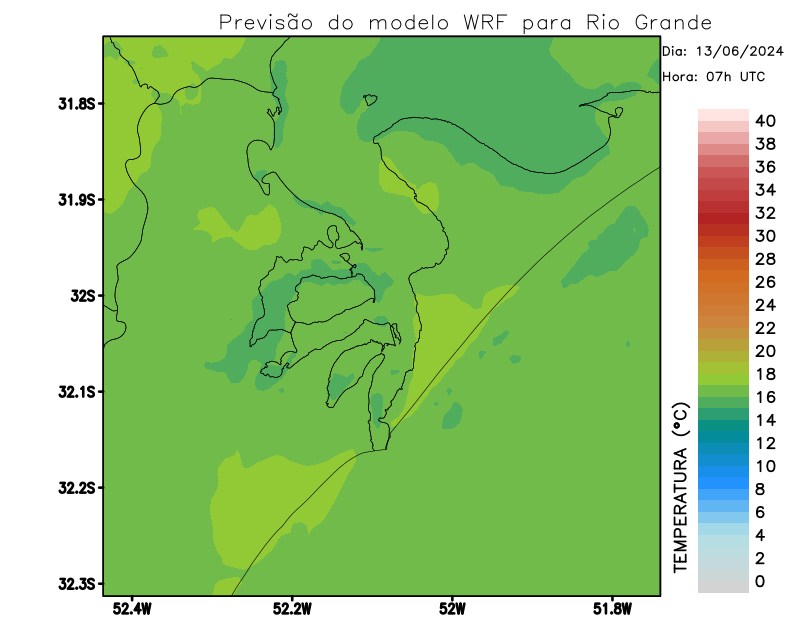 Previsão do modelo WRF para Rio Grande
Dia: 13/06/2024
Hora: 07h UTC
31.8S
31.9S
32S
32.1S
32.2S
32.3S
52.4W
52.2W
52W
51.8W
TEMPERATURA (ºC)
40
38
36
34
32
30
28
26
24
22
20
18
16
14
12
10
8
6
4
2
0